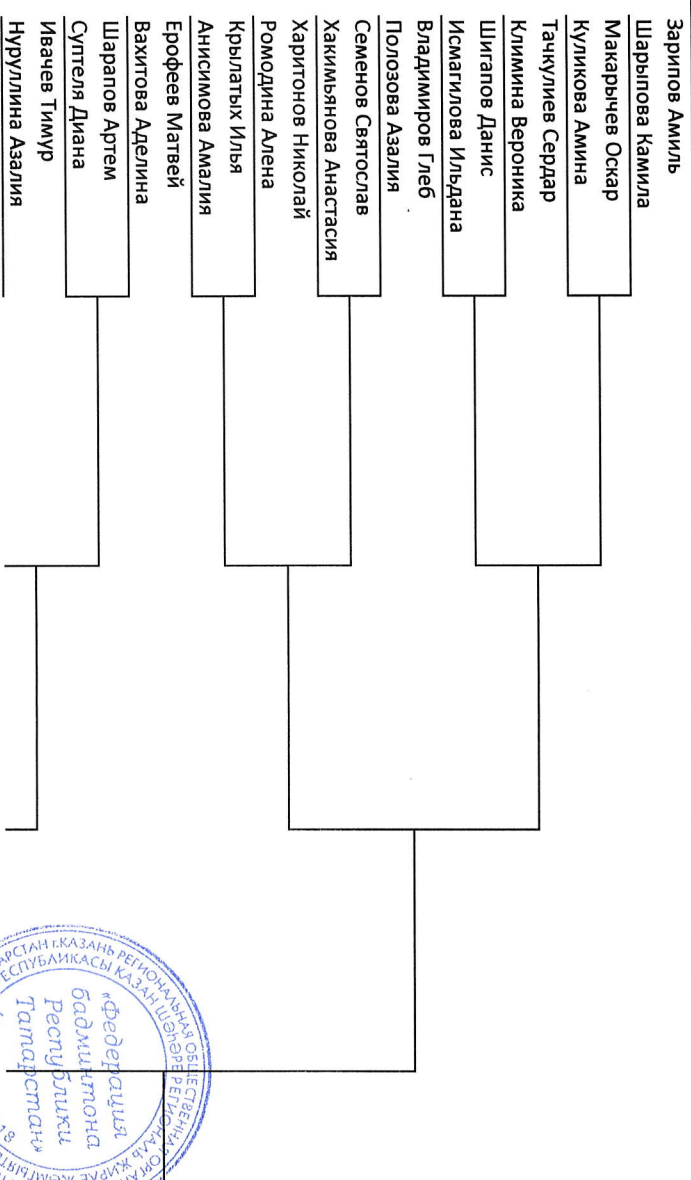 Зарипов Амиль
Шарыпова Камила
Макарычев Оскар
Куликова Амина
Тачкулиев Сердар
Климина Вероника
Шигапов Данис
Исмагилова Ильдана
Владимиров Глеб
Полозова Азалия
Семенов Святослав
Хакимьянова Анастасия
Харитонов Николай
Ромодина Алена
Крылатых Илья
Анисимова Амалия
Ерофеев Матвей
Вахитова Аделина
Шарапов Артем
Суптеля Диана
Ивачев Тимур
Нуруллина Азалия
«Федерация
бадминтона
Республики
Татарстан»
г.КАЗАНЬ РЕГИОНАЛЬНАЯ ОБЩЕСТВЕННАЯ
КАЗАН ШӘҺӘРЕ